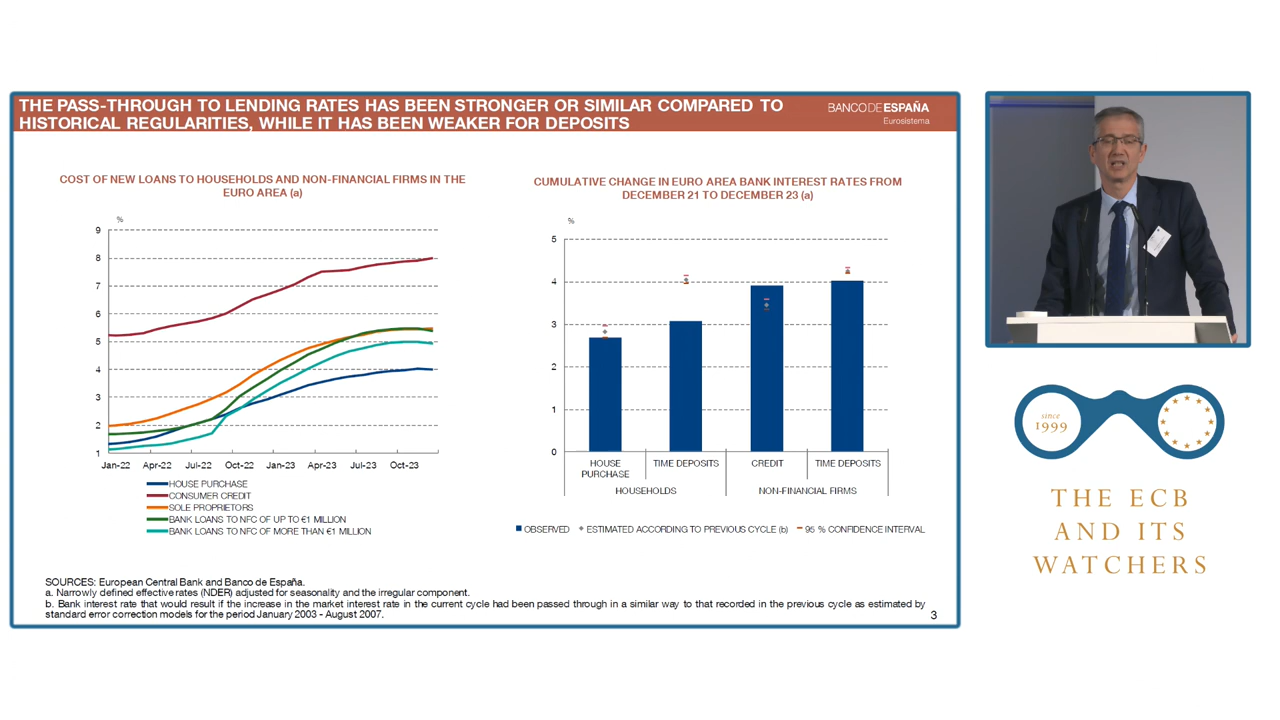 THE PASS-THROUGH TO LENDING RATES HAS BEEN STRONGER OR SIMILAR COMPARED TO
HISTORICAL REGULARITIES, WHILE IT HAS BEEN WEAKER FOR DEPOSITS
BANCO DE ESPAÑA
Eurosistema
COST OF NEW LOANS TO HOUSEHOLDS AND NON-FINANCIAL FIRMS IN THE
EURO AREA (a)
%
9
8
7
6
5
4
3
2
1
Jan-22 Apr-22 Jul-22 Oct-22 Jan-23 Apr-23 Jul-23 Oct-23
HOUSE PURCHASE
CONSUMER CREDIT
SOLE PROPRIETORS
BANK LOANS TO NFC OF UP TO €1 MILLION
BANK LOANS TO NFC OF MORE THAN €1 MILLION
CUMULATIVE CHANGE IN EURO AREA BANK INTEREST RATES FROM
DECEMBER 21 TO DECEMBER 23 (a)
%
5
4
3
2
1
0
HOUSE
PURCHASE
TIME DEPOSITS
CREDIT
TIME DEPOSITS
HOUSEHOLDS
NON-FINANCIAL FIRMS
OBSERVED ESTIMATED ACCORDING TO PREVIOUS CYCLE (b) 95 % CONFIDENCE INTERVAL
SOURCES: European Central Bank and Banco de España.
a. Narrowly defined effective rates (NDER) adjusted for seasonality and the irregular component.
b. Bank interest rate that would result if the increase in the market interest rate in the current cycle had been passed through in a similar way to that recorded in the previous cycle as estimated by
standard error correction models for the period January 2003 - August 2007.
3
since
1999
THE ECB
AND ITS
WATCHERS